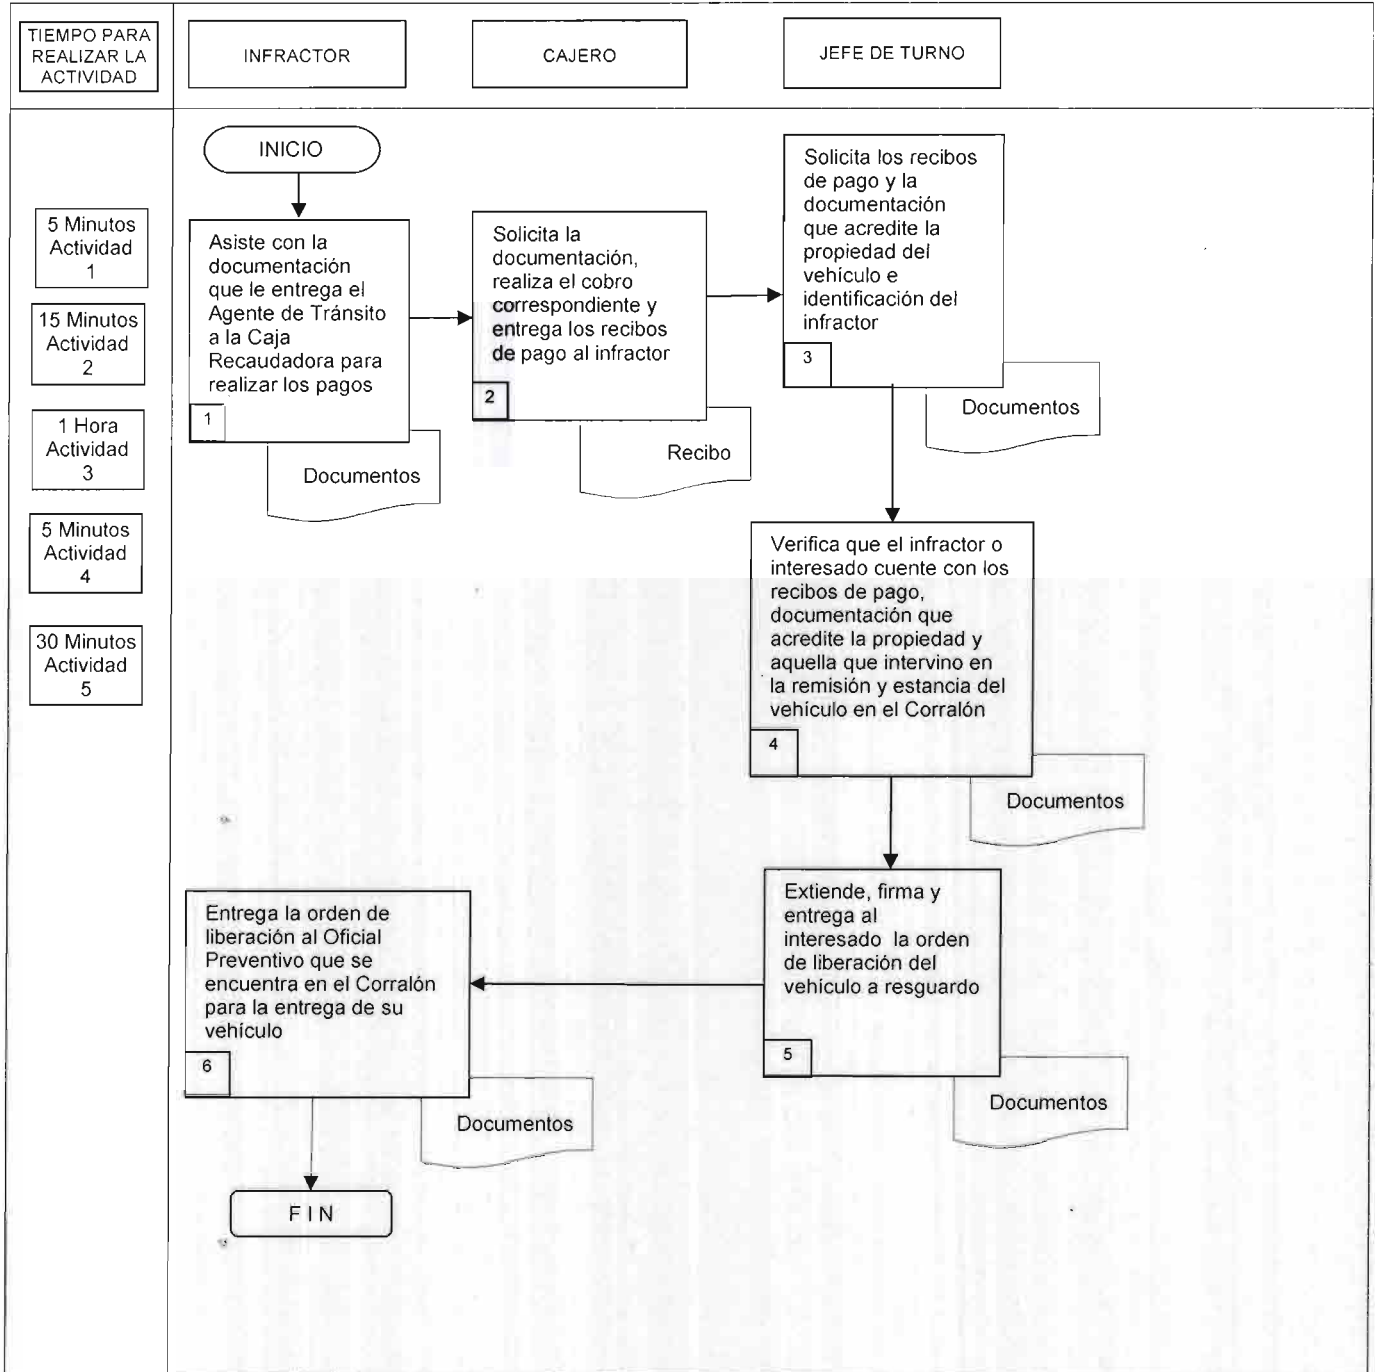 TIEMPO PARA
REALIZAR LA
ACTIVIDAD
INFRACTOR
CAJERO
JEFE DE TURNO
5 Minutos
Actividad
1
15 Minutos
Actividad
2
1 Hora
Actividad
3
5 Minutos
Actividad
4
30 Minutos
Actividad
5
INICIO
Asiste con la
documentación
que le entrega el
Agente de Tránsito
a la Caja
Recaudadora para
realizar los pagos
1
Documentos
Solicita la
documentación,
realiza el cobro
correspondiente y
entrega los recibos
de pago al infractor
2
Recibo
Solicita los recibos
de pago y la
documentación
que acredite la
propiedad del
vehículo e
identificación del
infractor
3
Documentos
Verifica que el infractor o
interesado cuente con los
recibos de pago,
documentación que
acredite la propiedad y
aquella que intervino en
la remisión y estancia del
vehículo en el Corralón
4
Documentos
Extiende, firma y
entrega al
interesado la orden
de liberación del
vehículo a resguardo
5
Documentos
Entrega la orden de
liberación al Oficial
Preventivo que se
encuentra en el Corralón
para la entrega de su
vehículo
6
Documentos
F I N